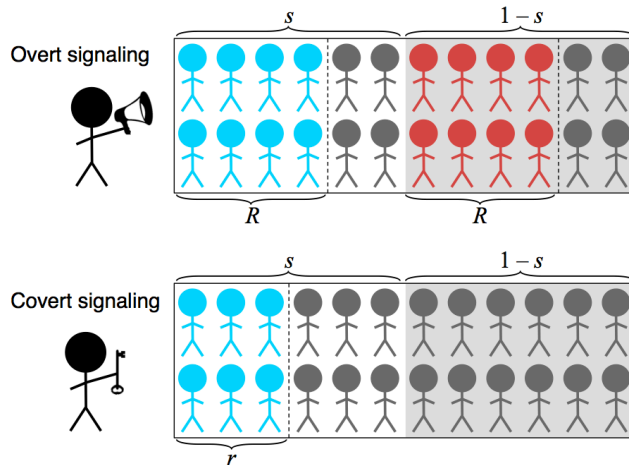 s
1 – s
Overt signaling
R
R
s
1 – s
Covert signaling
r